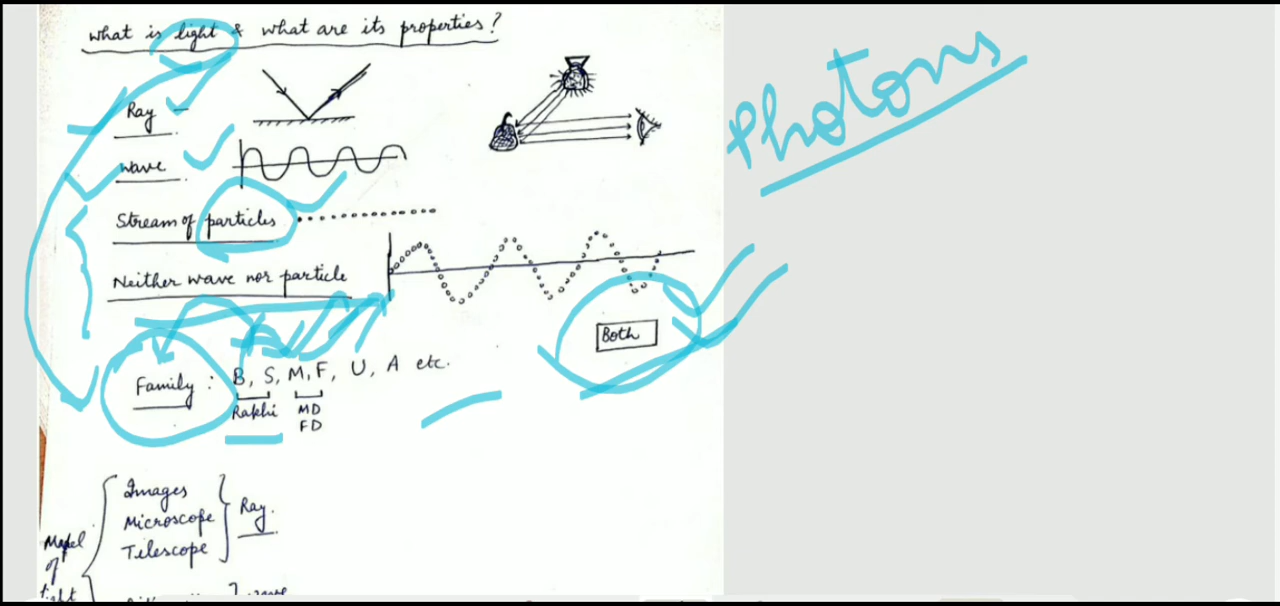 What is light & what are its properties?
Ray -
wave
Stream of particles
Neither wave nor particle
Both
Family : B, S, M, F, U, A etc.
Rakhi MD
FD
Images
Microscope Ray.
Telescope
Model
of
light
Photons